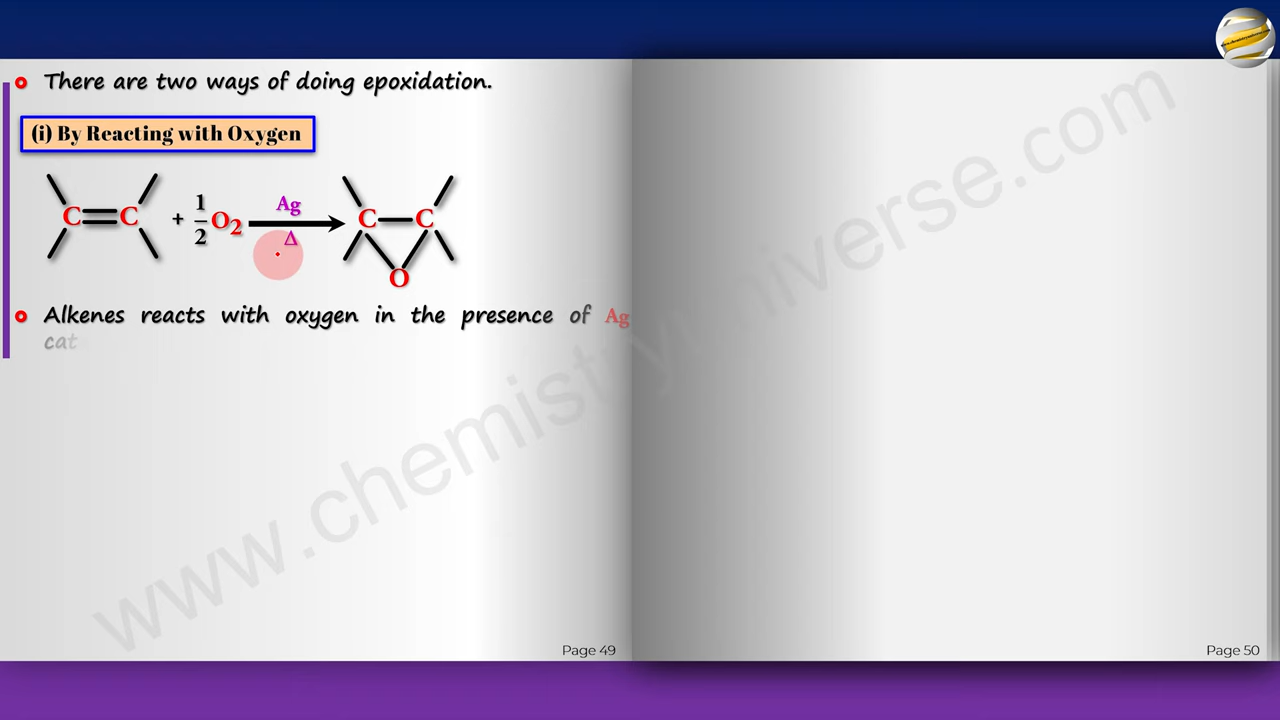 There are two ways of doing epoxidation.
(i) By Reacting with Oxygen
C=C + 1/2 O2 Ag Δ C C O
Alkenes reacts with oxygen in the presence of Ag
cat
www.chemistryuniverse.com
Page 49
Page 50